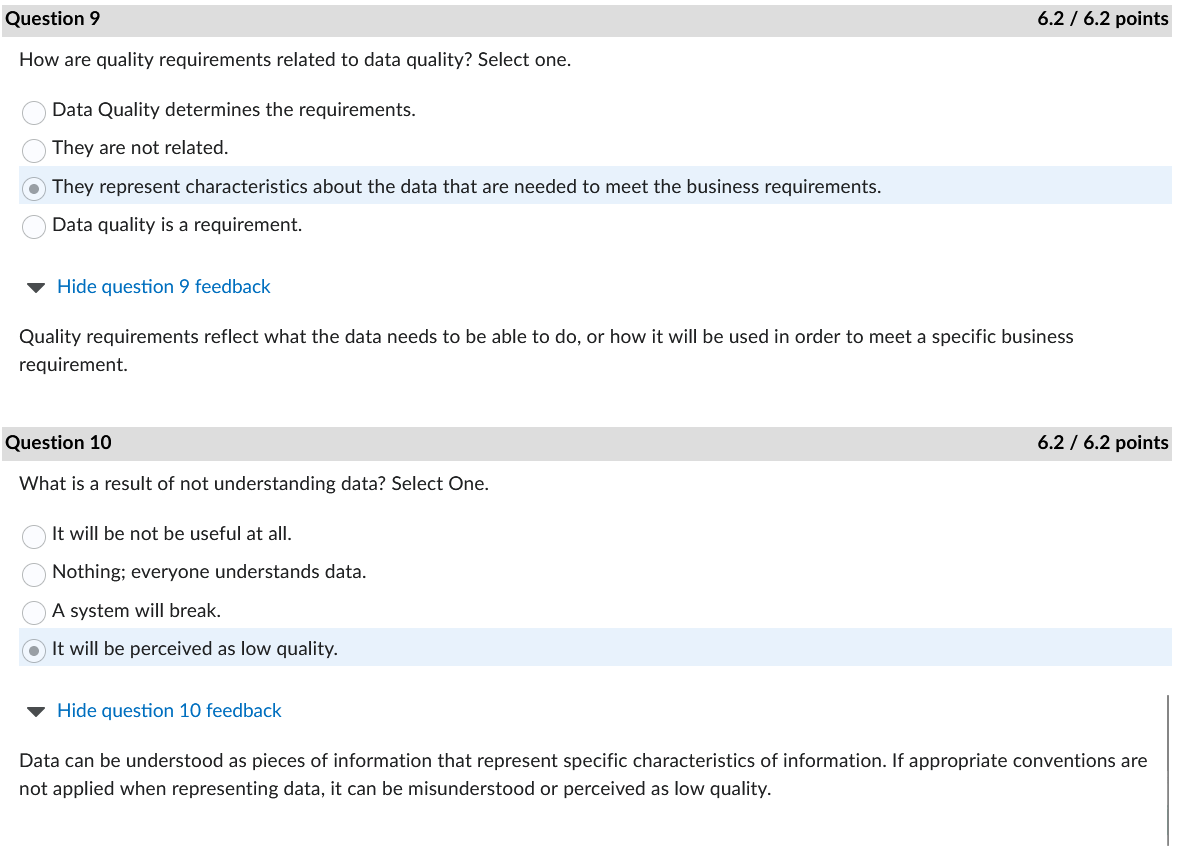 Question 9 6.2 / 6.2 points
How are quality requirements related to data quality? Select one.
Data Quality determines the requirements.
They are not related.
They represent characteristics about the data that are needed to meet the business requirements.
Data quality is a requirement.
Hide question 9 feedback
Quality requirements reflect what the data needs to be able to do, or how it will be used in order to meet a specific business
requirement.
Question 10 6.2 / 6.2 points
What is a result of not understanding data? Select One.
It will be not be useful at all.
Nothing; everyone understands data.
A system will break.
It will be perceived as low quality.
Hide question 10 feedback
Data can be understood as pieces of information that represent specific characteristics of information. If appropriate conventions are
not applied when representing data, it can be misunderstood or perceived as low quality.